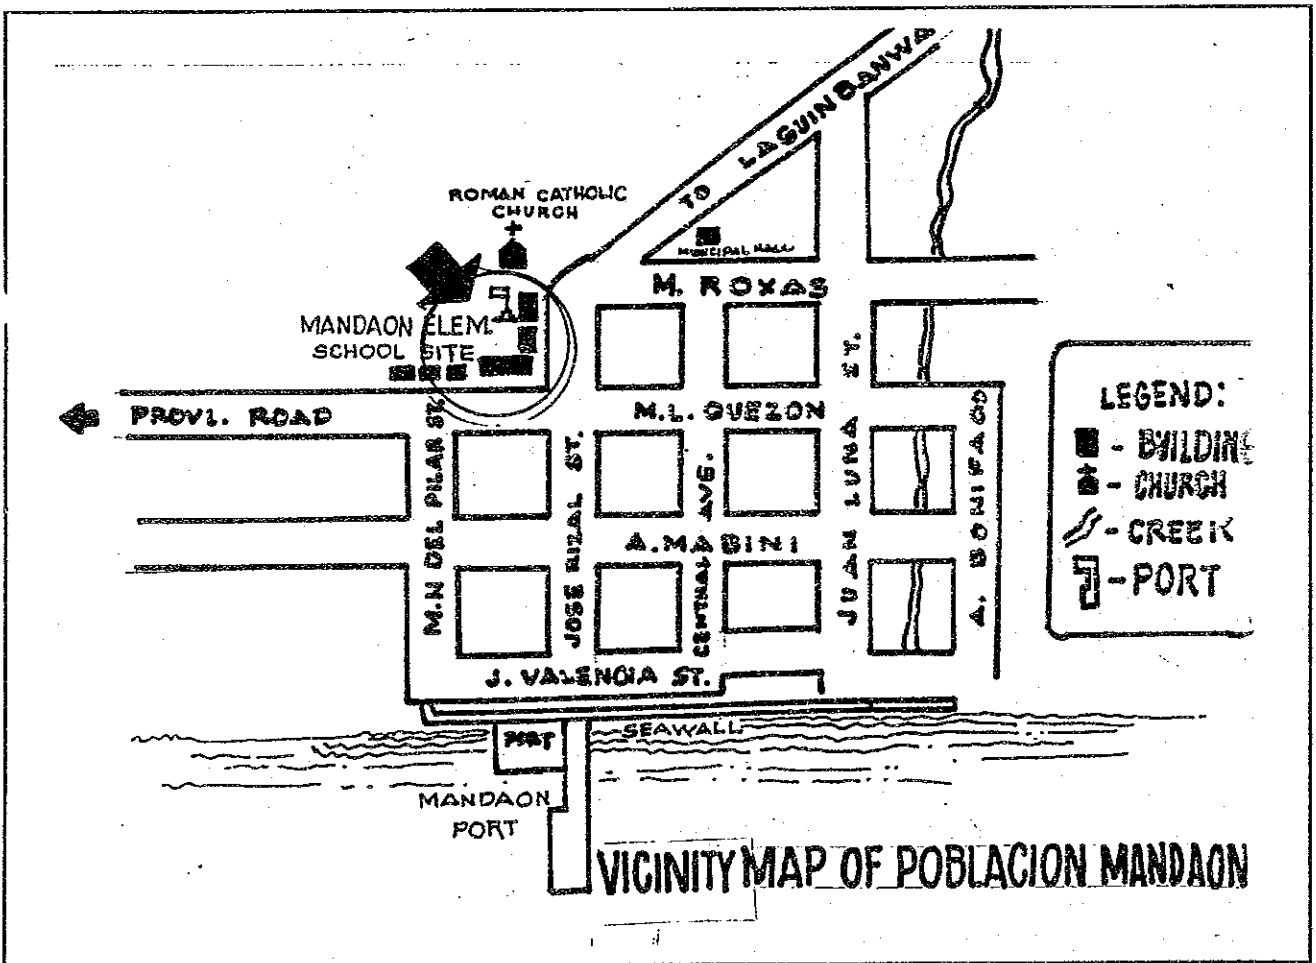 TO LAGUINBANWA
ROMAN CATHOLIC
CHURCH
MUNICIPAL HALL
M. ROXAS
MANDAON ELEM.
SCHOOL SITE
PROVL. ROAD
M.L. QUEZON
M.N DEL PILAR ST.
JOSE RIZAL ST.
CENTRAL AVE.
JUAN LUNA ST.
A. BONIFACO
A. MABINI
J. VALENCIA ST.
SEAWALL
PORT
MANDAON
PORT
LEGEND:
- BUILDING
- CHURCH
- CREEK
- PORT
VICINITY MAP OF POBLACION MANDAON